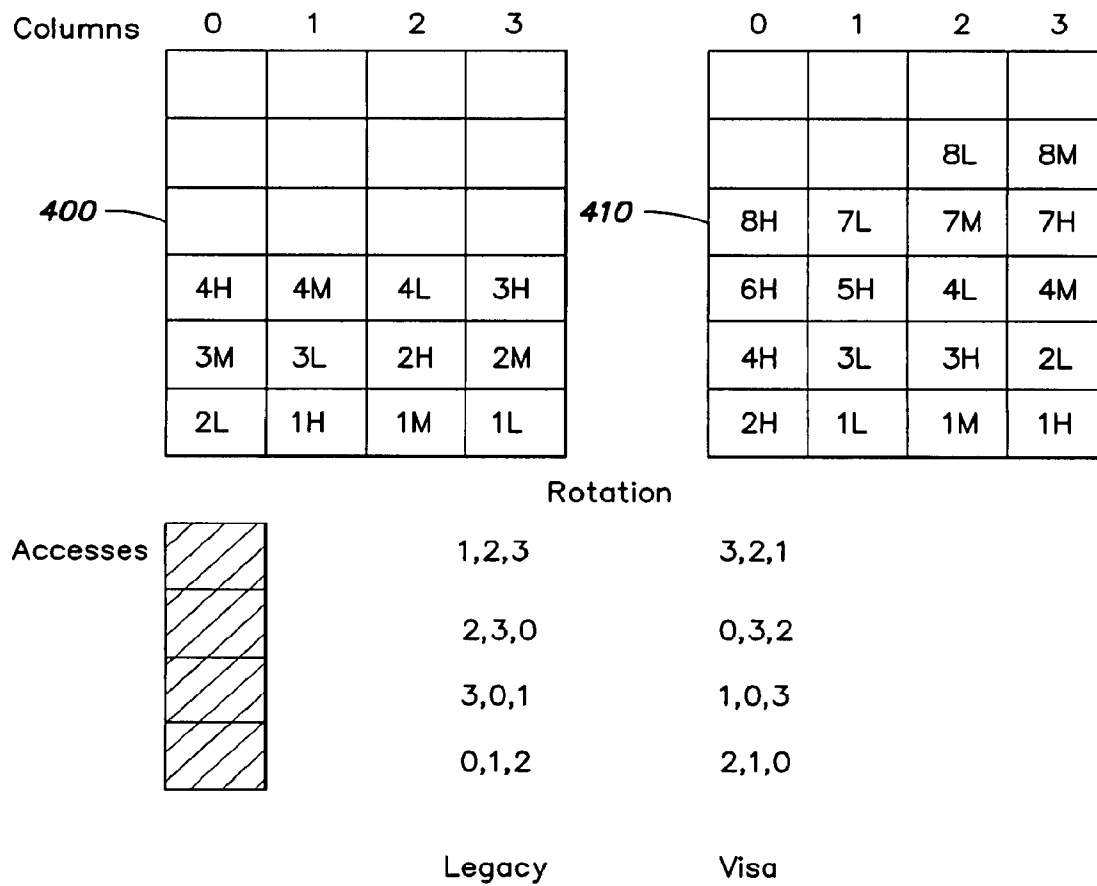 Columns 0 1 2 3 0 1 2 3
8L 8M
400 410 8H 7L 7M 7H
4H 4M 4L 3H 6H 5H 4L 4M
3M 3L 2H 2M 4H 3L 3H 2L
2L 1H 1M 1L 2H 1L 1M 1H
Rotation
Accesses 1,2,3 3,2,1
2,3,0 0,3,2
3,0,1 1,0,3
0,1,2 2,1,0
Legacy Visa